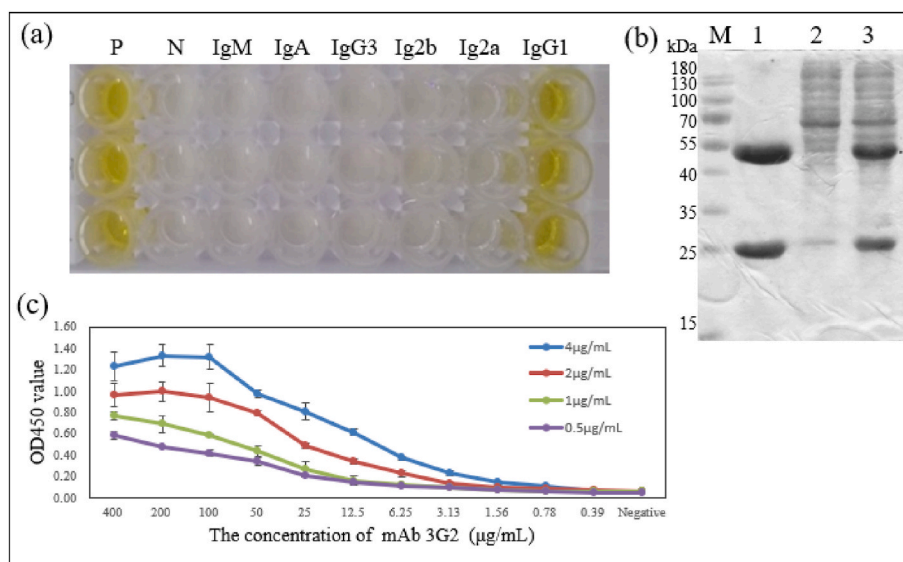 (a)
P N IgM IgA IgG3 Ig2b Ig2a IgG1
(b)
kDa M 1 2 3
180
130
100
70
55
40
35
25
15
(c)
1.60
1.40
1.20
1.00
0.80
0.60
0.40
0.20
0.00
OD450 value
4µg/mL
2µg/mL
1µg/mL
0.5µg/mL
400 200 100 50 25 12.5 6.25 3.13 1.56 0.78 0.39 Negative
The concentration of mAb 3G2 (µg/mL)